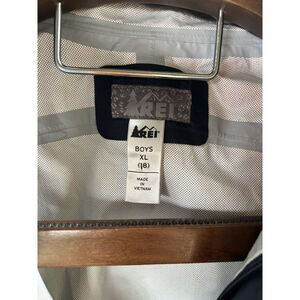 REI
REI
BOYS
XL
(18)
MADE
IN
VIETNAM